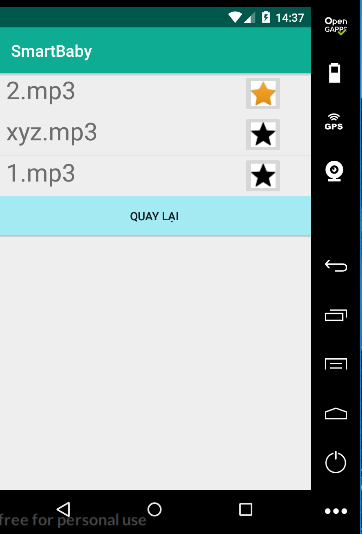 14:37
Open
GAPPS
SmartBaby
2.mp3
xyz.mp3
GPS
1.mp3
QUAY LẠI
free for personal use